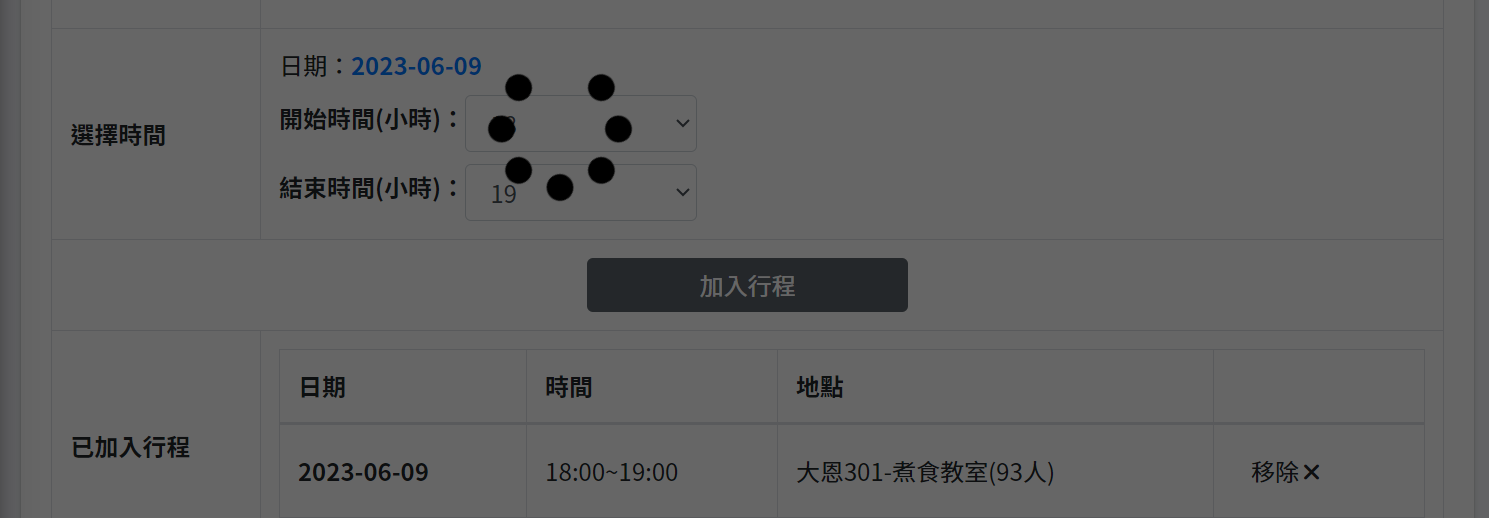 日期：2023-06-09
選擇時間
開始時間(小時)：
結束時間(小時)：
19
加入行程
已加入行程
日期 時間 地點
2023-06-09 18:00~19:00 大恩301-煮食教室(93人) 移除✕